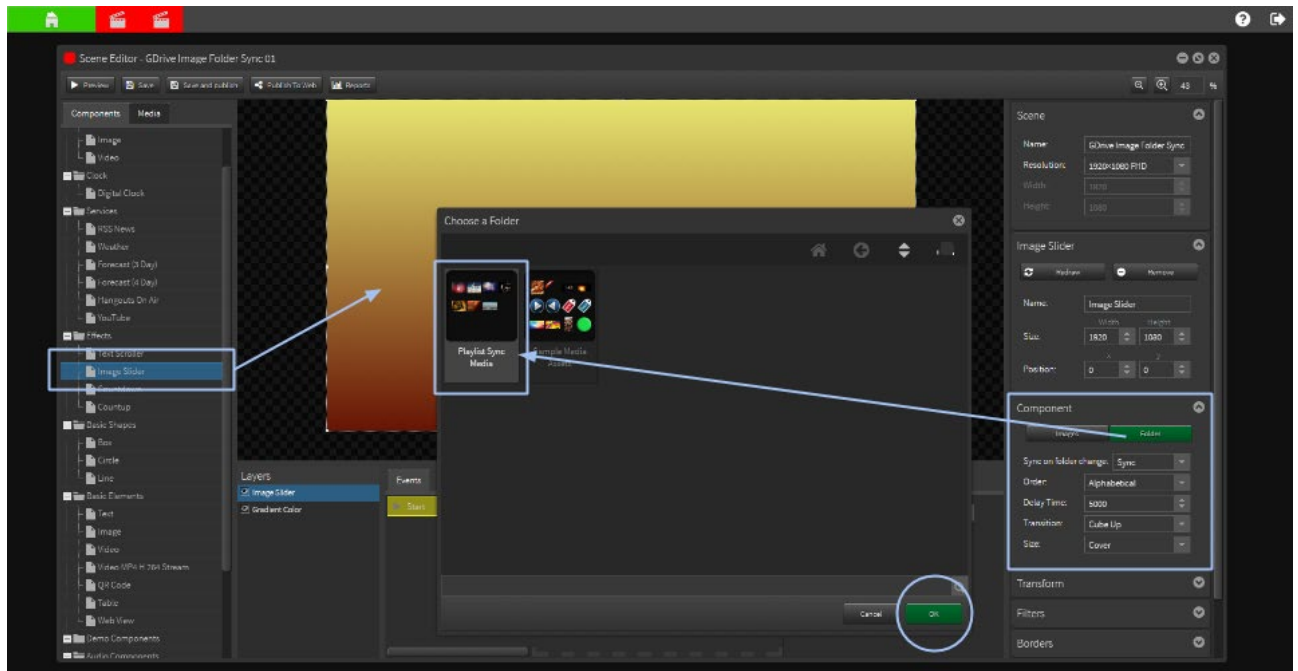 Scene Editor - GDrive Image Folder Sync 01
Preview Save Save and publish Publish To Web Reports
43 %
Components Media
Image
Video
Clock
Digital Clock
Services
RSS News
Weather
Forecast (3 Day)
Forecast (4 Day)
Hangouts On Air
YouTube
Effects
Text Scroller
Image Slider
Countdown
Countup
Basic Shapes
Box
Circle
Line
Basic Elements
Text
Image
Video
Video MP4 H.264 Stream
QR Code
Table
Web View
Demo Components
Audio Components
Layers
Image Slider
Gradient Color
Events
Start
Choose a Folder
Playlist Sync
Media
Sample Media
Assets
Cancel OK
Scene
Name: GDrive Image Folder Sync
Resolution: 1920×1080 FHD
Width: 1920
Height: 1080
Image Slider
Redraw Remove
Name: Image Slider
Width Height
Size: 1920 1080
Position: 0 0
Component
Images Folder
Sync on folder change: Sync
Order: Alphabetical
Delay Time: 5000
Transition: Cube Up
Size: Cover
Transform
Filters
Borders